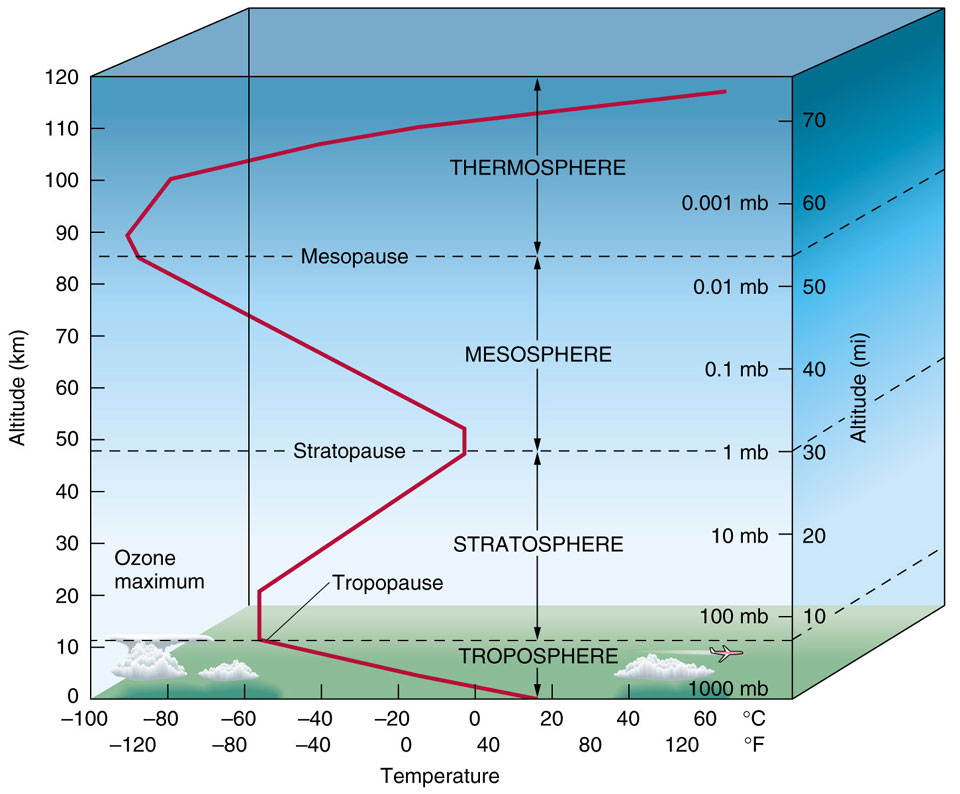 120
110
100
90
80
70
60
50
40
30
20
10
0
Altitude (km)
THERMOSPHERE
Mesopause
MESOSPHERE
Stratopause
STRATOSPHERE
Ozone
maximum
Tropopause
TROPOSPHERE
0.001 mb
0.01 mb
0.1 mb
1 mb
10 mb
100 mb
1000 mb
70
60
50
40
30
20
10
Altitude (mi)
–100 –80 –60 –40 –20 0 20 40 60 °C
–120 –80 –40 0 40 80 120 °F
Temperature